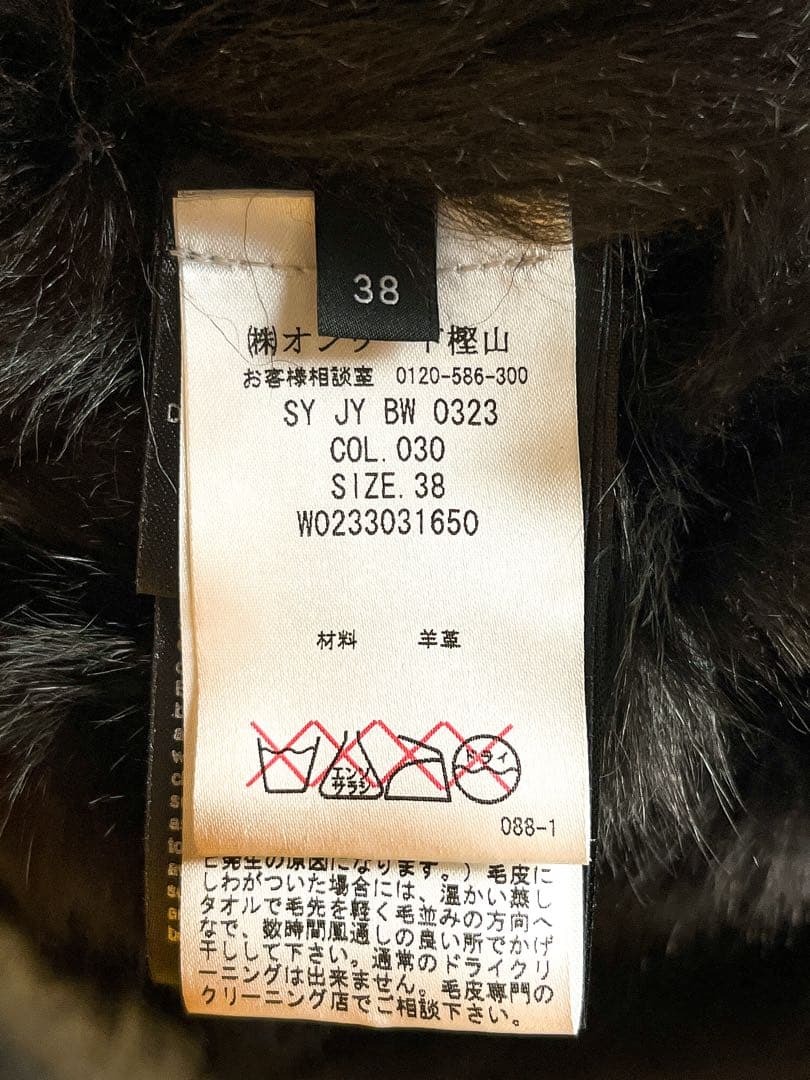 38
㈱オンワード樫山
お客様相談室 0120-586-300
SY JY BW 0323
COL.030
SIZE.38
WO233031650
材料 羊革
エンソ
サラシ
ドライ
088-1
ビ発生の原因になります。)毛皮に
しわがついた場合には、温かい蒸し
タオルで毛先を軽く毛並みの方向へ
なで、数時間風通しの良い所でかげ
干しして下さい。通常のドライクリ
ーニングは出来ません。毛皮専門の
クリーニング店でご相談下さい。